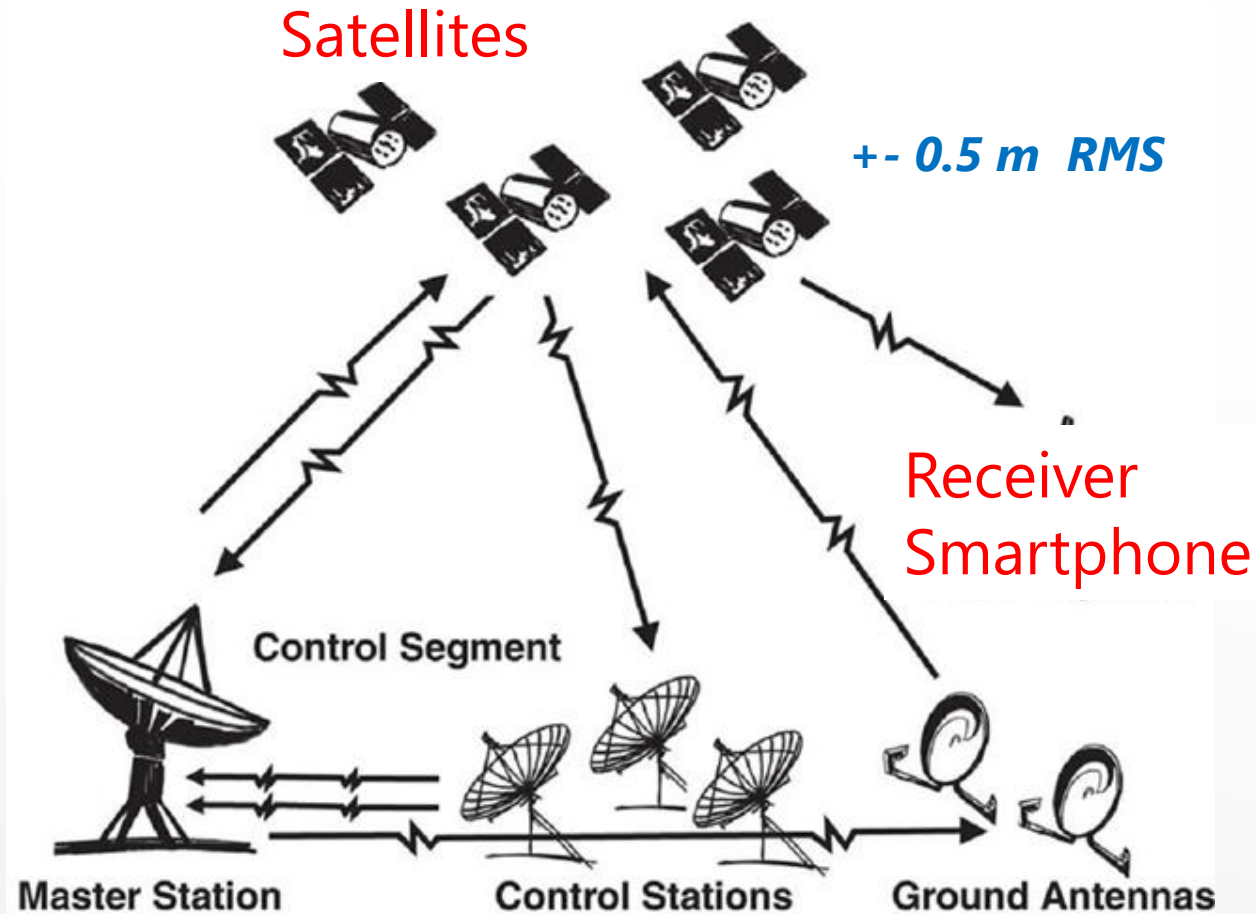 Satellites
+- 0.5 m RMS
Receiver
Smartphone
Control Segment
Master Station
Control Stations
Ground Antennas